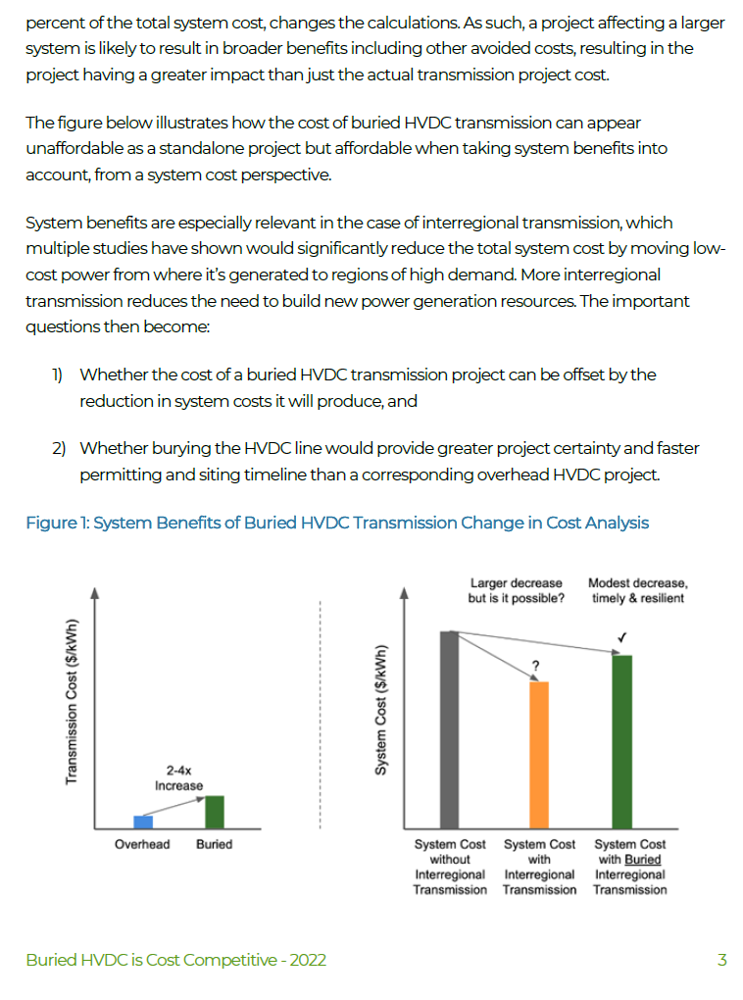 percent of the total system cost, changes the calculations. As such, a project affecting a larger
system is likely to result in broader benefits including other avoided costs, resulting in the
project having a greater impact than just the actual transmission project cost.
The figure below illustrates how the cost of buried HVDC transmission can appear
unaffordable as a standalone project but affordable when taking system benefits into
account, from a system cost perspective.
System benefits are especially relevant in the case of interregional transmission, which
multiple studies have shown would significantly reduce the total system cost by moving low-
cost power from where it's generated to regions of high demand. More interregional
transmission reduces the need to build new power generation resources. The important
questions then become:
1) Whether the cost of a buried HVDC transmission project can be offset by the
reduction in system costs it will produce, and
2) Whether burying the HVDC line would provide greater project certainty and faster
permitting and siting timeline than a corresponding overhead HVDC project.
Figure 1: System Benefits of Buried HVDC Transmission Change in Cost Analysis
Transmission Cost ($/kWh)
2-4x
Increase
Overhead Buried
System Cost ($/kWh)
Larger decrease
but is it possible?
Modest decrease,
timely & resilient
✓
?
System Cost
without
Interregional
Transmission
System Cost
with
Interregional
Transmission
System Cost
with Buried
Interregional
Transmission
Buried HVDC is Cost Competitive - 2022 3